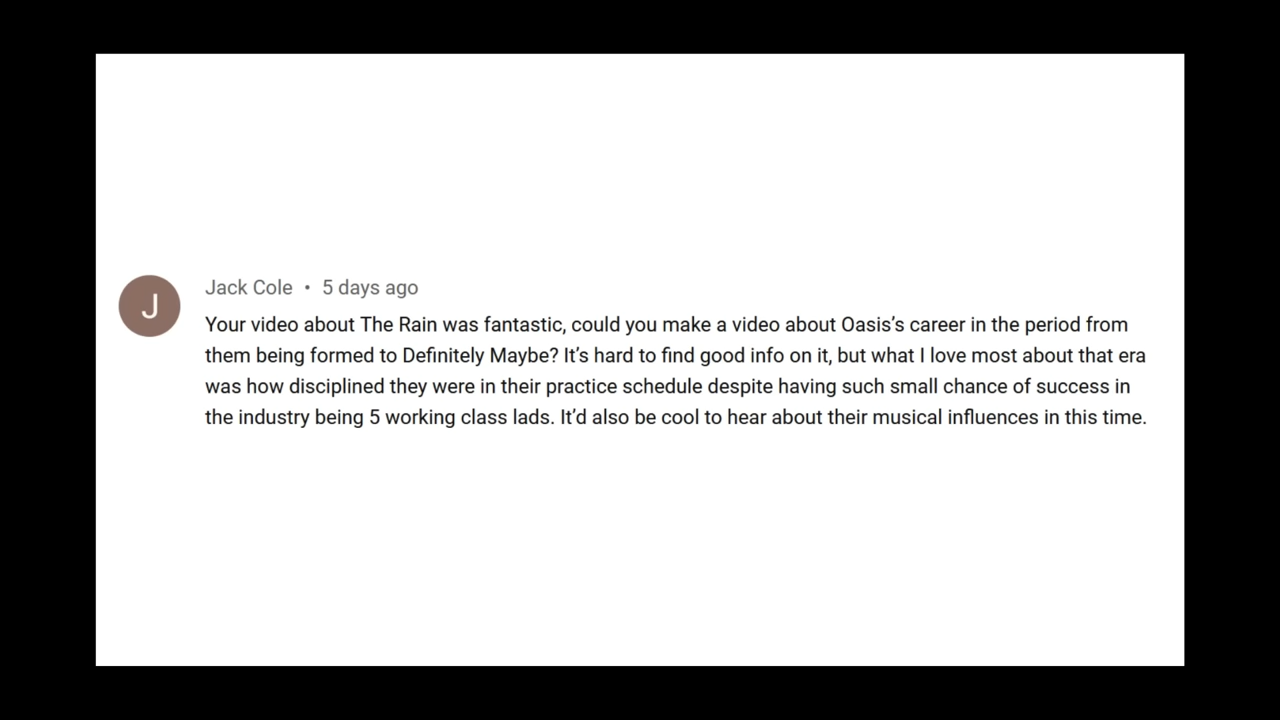 J
Jack Cole • 5 days ago
Your video about The Rain was fantastic, could you make a video about Oasis’s career in the period from
them being formed to Definitely Maybe? It’s hard to find good info on it, but what I love most about that era
was how disciplined they were in their practice schedule despite having such small chance of success in
the industry being 5 working class lads. It’d also be cool to hear about their musical influences in this time.